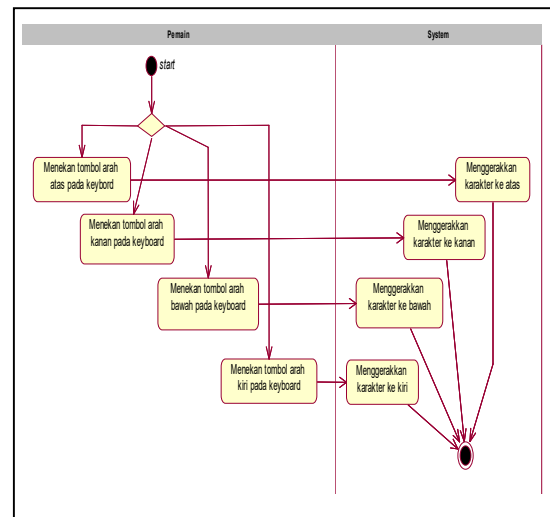 Pemain
System
start
Menekan tombol arah
atas pada keybord
Menggerakkan
karakter ke atas
Menekan tombol arah
kanan pada keyboard
Menggerakkan
karakter ke kanan
Menekan tombol arah
bawah pada keyboard
Menggerakkan
karakter ke bawah
Menekan tombol arah
kiri pada keyboard
Menggerakkan
karakter ke kiri